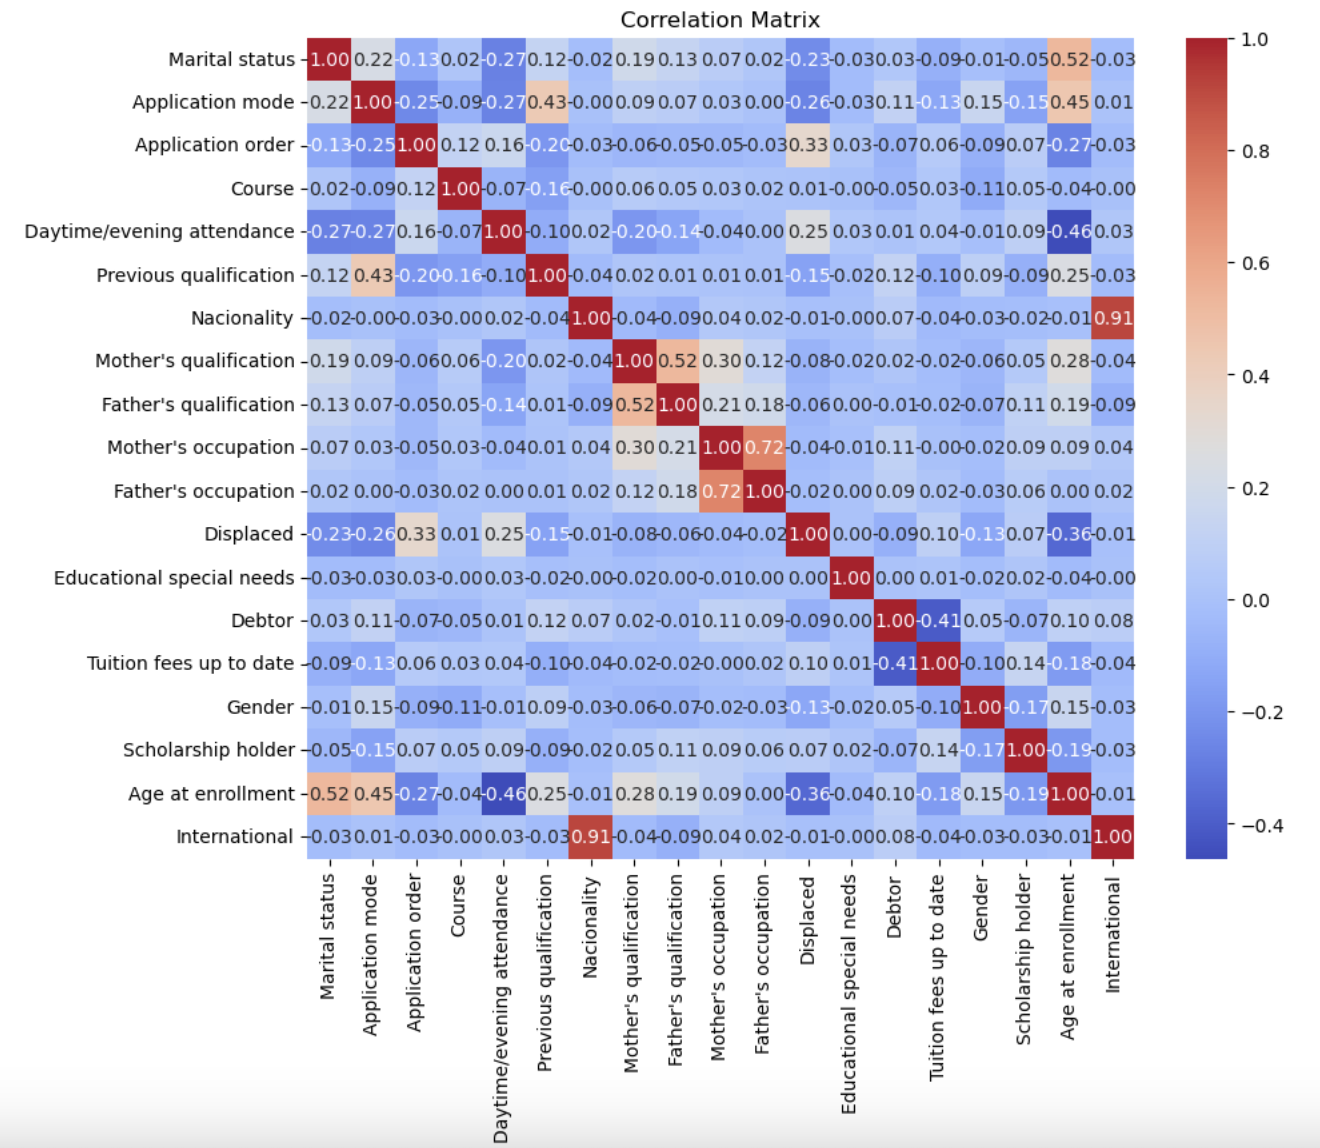 Correlation Matrix
Marital status 1.00 0.22 -0.13 0.02 -0.27 0.12 -0.02 0.19 0.13 0.07 0.02 -0.23 -0.03 0.03 -0.09 -0.01 -0.05 0.52 -0.03
Application mode 0.22 1.00 -0.25 -0.09 -0.27 0.43 -0.00 0.09 0.07 0.03 0.00 -0.26 -0.03 0.11 -0.13 0.15 -0.15 0.45 0.01
Application order -0.13 -0.25 1.00 0.12 0.16 -0.20 -0.03 -0.06 -0.05 -0.05 -0.03 0.33 0.03 -0.07 0.06 -0.09 0.07 -0.27 -0.03
Course 0.02 -0.09 0.12 1.00 -0.07 -0.16 -0.00 0.06 0.05 0.03 0.02 0.01 -0.00 -0.05 0.03 -0.11 0.05 -0.04 -0.00
Daytime/evening attendance -0.27 -0.27 0.16 -0.07 1.00 -0.10 0.02 -0.20 -0.14 -0.04 0.00 0.25 0.03 0.01 0.04 -0.01 0.09 -0.46 0.03
Previous qualification 0.12 0.43 -0.20 -0.16 -0.10 1.00 -0.04 0.02 0.01 0.01 0.01 -0.15 -0.02 0.12 -0.10 0.09 -0.09 0.25 -0.03
Nacionality -0.02 -0.00 -0.03 -0.00 0.02 -0.04 1.00 -0.04 -0.09 0.04 0.02 -0.01 -0.00 0.07 -0.04 -0.03 -0.02 -0.01 0.91
Mother's qualification 0.19 0.09 -0.06 0.06 -0.20 0.02 -0.04 1.00 0.52 0.30 0.12 -0.08 -0.02 0.02 -0.02 -0.06 0.05 0.28 -0.04
Father's qualification 0.13 0.07 -0.05 0.05 -0.14 0.01 -0.09 0.52 1.00 0.21 0.18 -0.06 0.00 -0.01 -0.02 -0.07 0.11 0.19 -0.09
Mother's occupation 0.07 0.03 -0.05 0.03 -0.04 0.01 0.04 0.30 0.21 1.00 0.72 -0.04 -0.01 0.11 -0.00 -0.02 0.09 0.09 0.04
Father's occupation 0.02 0.00 -0.03 0.02 0.00 0.01 0.02 0.12 0.18 0.72 1.00 -0.02 0.00 0.09 0.02 -0.03 0.06 0.00 0.02
Displaced -0.23 -0.26 0.33 0.01 0.25 -0.15 -0.01 -0.08 -0.06 -0.04 -0.02 1.00 0.00 -0.09 0.10 -0.13 0.07 -0.36 -0.01
Educational special needs -0.03 -0.03 0.03 -0.00 0.03 -0.02 -0.00 -0.02 0.00 -0.01 0.00 0.00 1.00 0.00 0.01 -0.02 0.02 -0.04 -0.00
Debtor 0.03 0.11 -0.07 -0.05 0.01 0.12 0.07 0.02 -0.01 0.11 0.09 -0.09 0.00 1.00 -0.41 0.05 -0.07 0.10 0.08
Tuition fees up to date -0.09 -0.13 0.06 0.03 0.04 -0.10 -0.04 -0.02 -0.02 -0.00 0.02 0.10 0.01 -0.41 1.00 -0.10 0.14 -0.18 -0.04
Gender -0.01 0.15 -0.09 -0.11 -0.01 0.09 -0.03 -0.06 -0.07 -0.02 -0.03 -0.13 -0.02 0.05 -0.10 1.00 -0.17 0.15 -0.03
Scholarship holder -0.05 -0.15 0.07 0.05 0.09 -0.09 -0.02 0.05 0.11 0.09 0.06 0.07 0.02 -0.07 0.14 -0.17 1.00 -0.19 -0.03
Age at enrollment 0.52 0.45 -0.27 -0.04 -0.46 0.25 -0.01 0.28 0.19 0.09 0.00 -0.36 -0.04 0.10 -0.18 0.15 -0.19 1.00 -0.01
International -0.03 0.01 -0.03 -0.00 0.03 -0.03 0.91 -0.04 -0.09 0.04 0.02 -0.01 -0.00 0.08 -0.04 -0.03 -0.03 -0.01 1.00
Marital status
Application mode
Application order
Course
Daytime/evening attendance
Previous qualification
Nacionality
Mother's qualification
Father's qualification
Mother's occupation
Father's occupation
Displaced
Educational special needs
Debtor
Tuition fees up to date
Gender
Scholarship holder
Age at enrollment
International
1.0
0.8
0.6
0.4
0.2
0.0
−0.2
−0.4